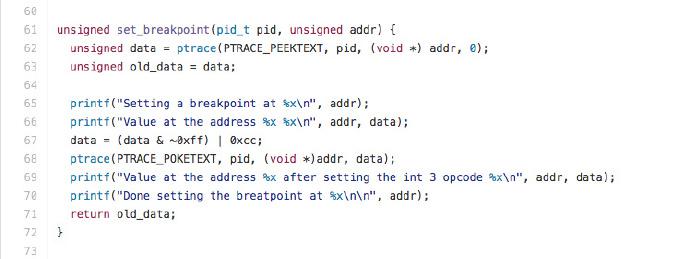 60
61 unsigned set_breakpoint(pid_t pid, unsigned addr) {
62   unsigned data = ptrace(PTRACE_PEEKTEXT, pid, (void *) addr, 0);
63   unsigned old_data = data;
64
65   printf("Setting a breakpoint at %x\n", addr);
66   printf("Value at the address %x %x\n", addr, data);
67   data = (data & ~0xff) | 0xcc;
68   ptrace(PTRACE_POKETEXT, pid, (void *)addr, data);
69   printf("Value at the address %x after setting the int 3 opcode %x\n", addr, data);
70   printf("Done setting the breatpoint at %x\n\n", addr);
71   return old_data;
72 }
73